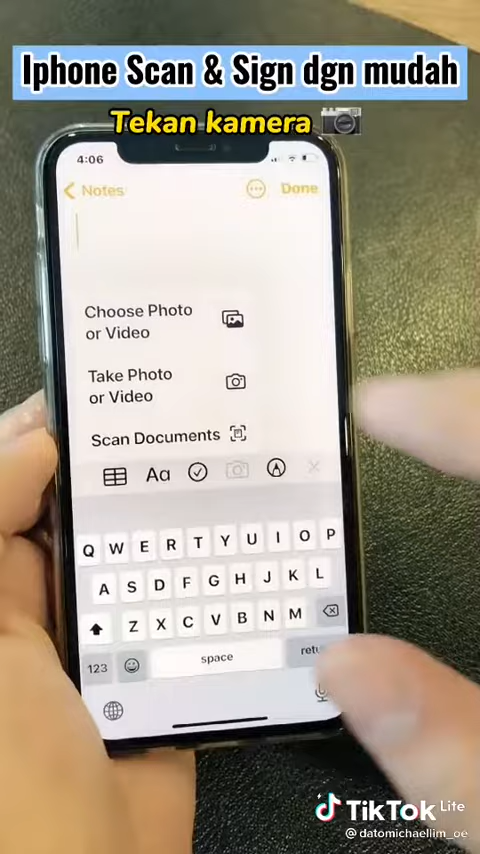 Iphone Scan & Sign dgn mudah
Tekan kamera
4:06
Notes
Done
Choose Photo
or Video
Take Photo
or Video
Scan Documents
Aa
Q W E R T Y U I O P
A S D F G H J K L
Z X C V B N M
123
space
retu
TikTok Lite
@datomichaellim_oe